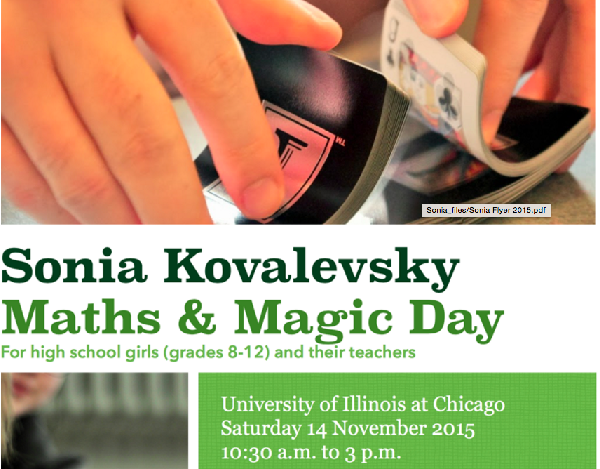 J
Sonia_files/Sonia Flyer 2015.pdf
Sonia Kovalevsky
Maths & Magic Day
For high school girls (grades 8-12) and their teachers
University of Illinois at Chicago
Saturday 14 November 2015
10:30 a.m. to 3 p.m.